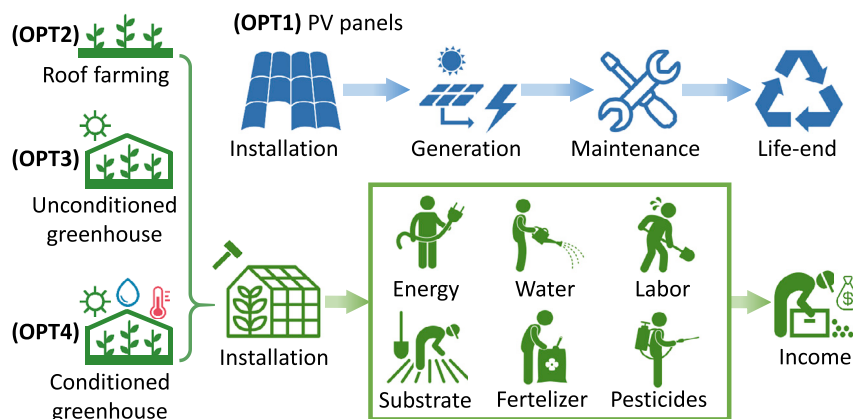 (OPT2)
Roof farming
(OPT1) PV panels
Installation
Generation
Maintenance
Life-end
(OPT3)
Unconditioned
greenhouse
(OPT4)
Conditioned
greenhouse
Installation
Energy
Water
Labor
Substrate
Fertelizer
Pesticides
$
Income